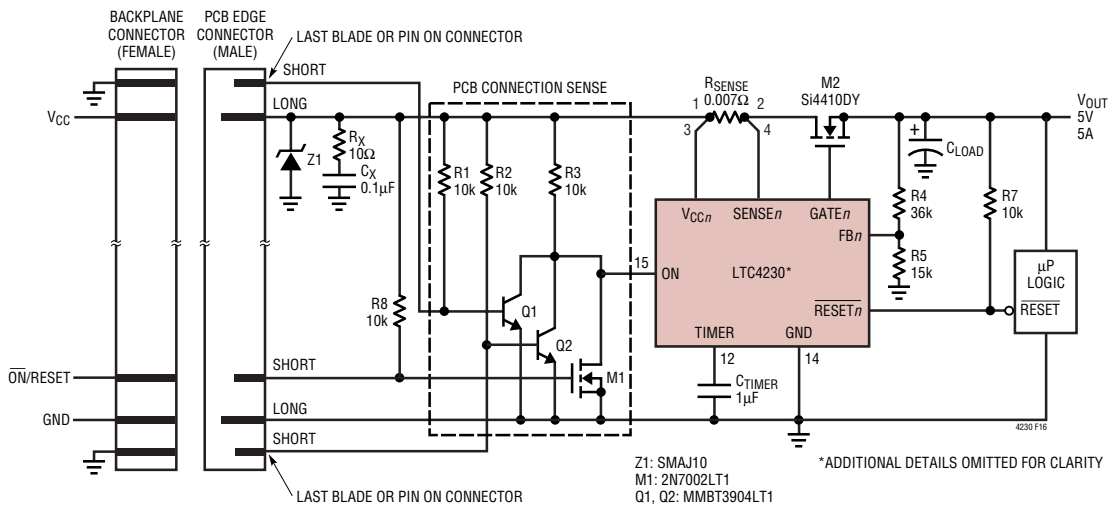 BACKPLANE
CONNECTOR
(FEMALE)
PCB EDGE
CONNECTOR
(MALE)
LAST BLADE OR PIN ON CONNECTOR
SHORT
LONG
VCC
Z1
RX
10Ω
CX
0.1µF
R8
10k
PCB CONNECTION SENSE
R1
10k
R2
10k
R3
10k
Q1
Q2
M1
RSENSE
0.007Ω
1
2
3
4
M2
Si4410DY
VOUT
5V
5A
+
CLOAD
R4
36k
R5
15k
R7
10k
VCCn
SENSEn
GATEn
FBn
15
ON
LTC4230*
RESETn
TIMER
GND
12
14
CTIMER
1µF
µP
LOGIC
RESET
ON/RESET
SHORT
GND
LONG
SHORT
LAST BLADE OR PIN ON CONNECTOR
4230 F16
Z1: SMAJ10
M1: 2N7002LT1
Q1, Q2: MMBT3904LT1
*ADDITIONAL DETAILS OMITTED FOR CLARITY